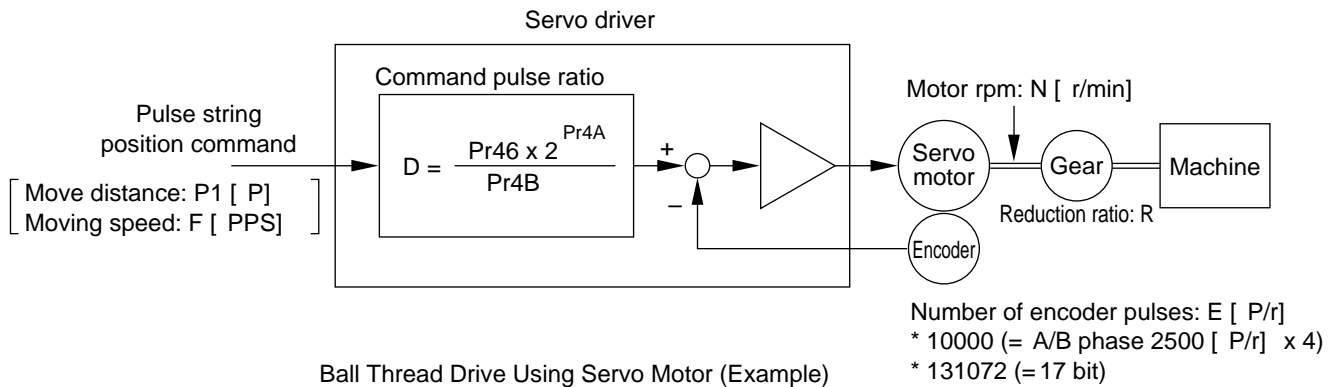 Servo driver
Command pulse ratio
Pulse string
position command
Move distance: P1 [ P]
Moving speed: F [ PPS]
D = Pr46 x 2 Pr4A
Pr4B
+
−
Motor rpm: N [ r/min]
Servo
motor
Gear
Machine
Reduction ratio: R
Encoder
Number of encoder pulses: E [ P/r]
* 10000 (= A/B phase 2500 [ P/r] x 4)
* 131072 (= 17 bit)
Ball Thread Drive Using Servo Motor (Example)